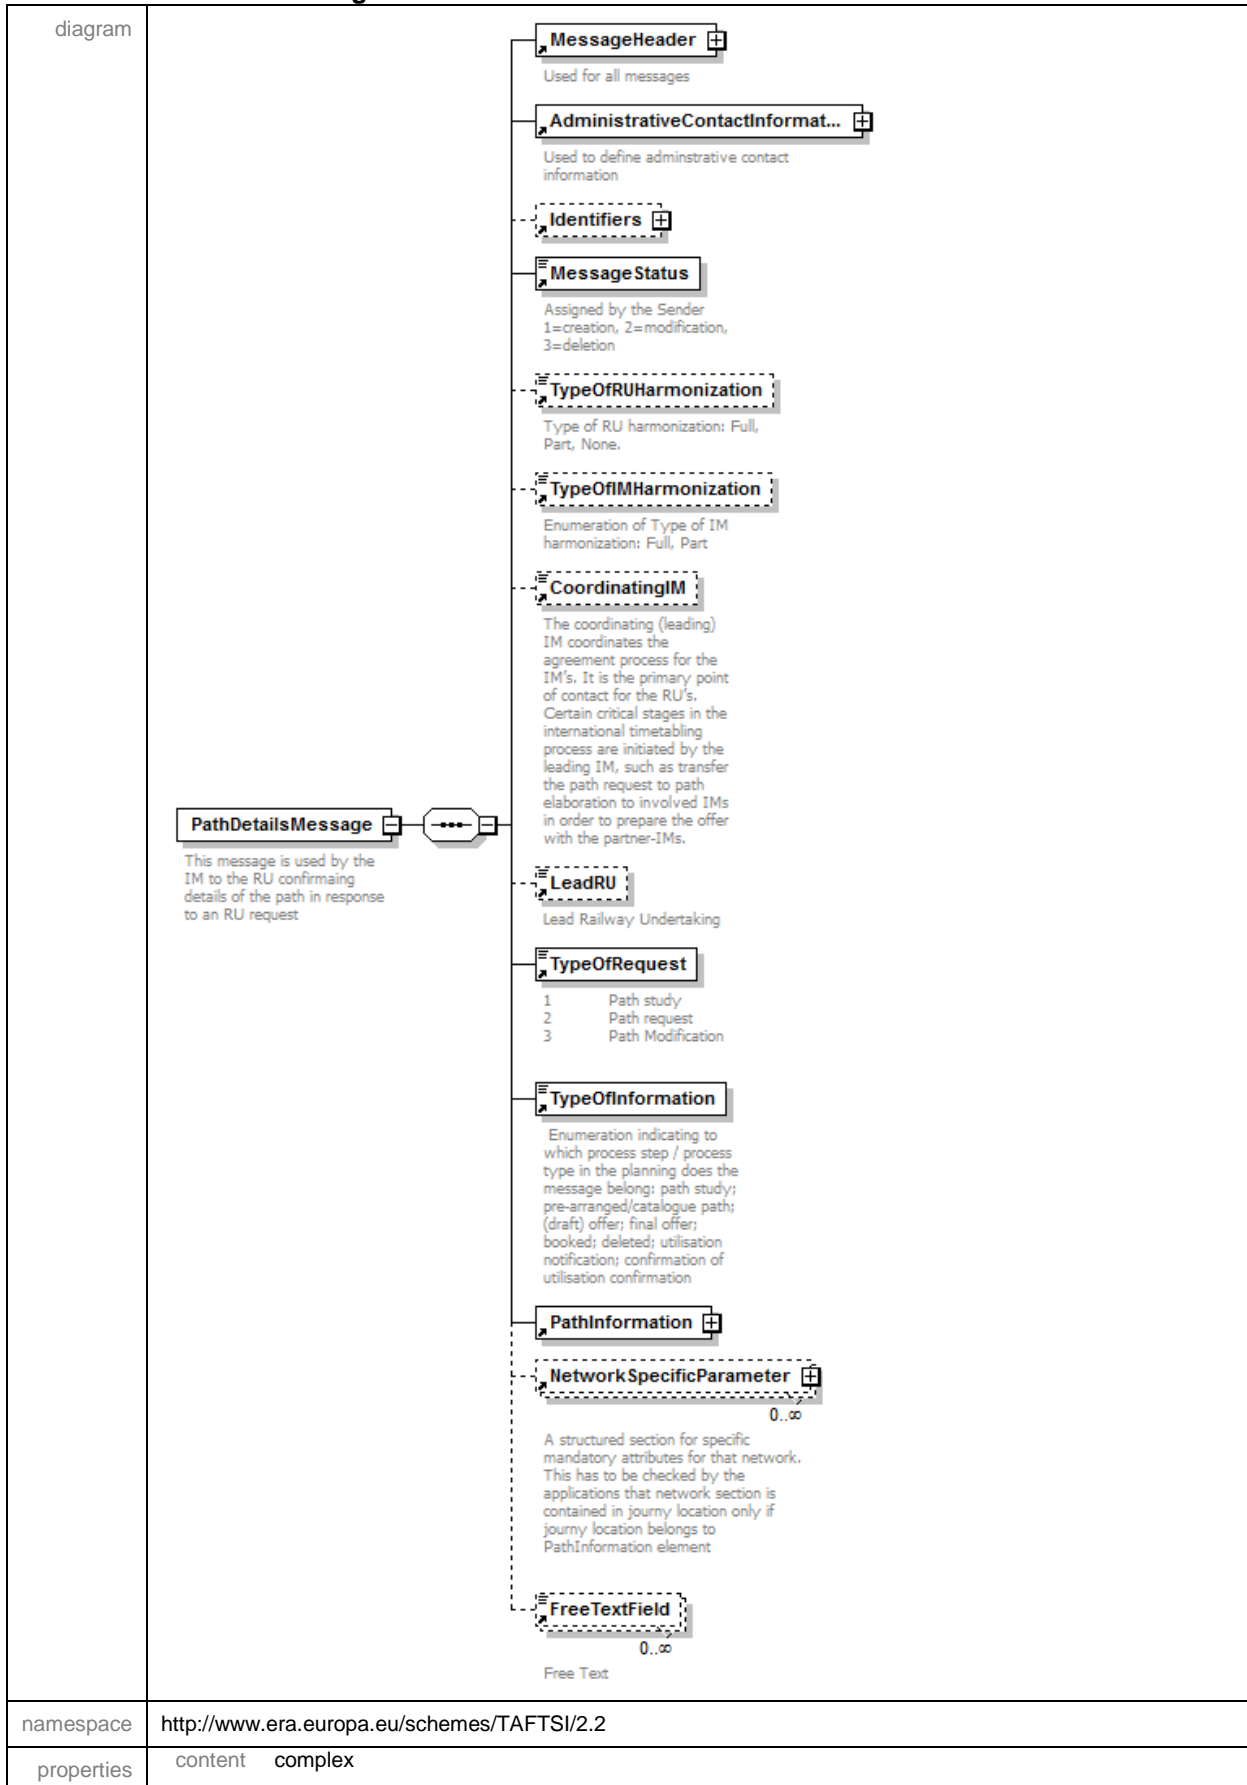 diagram
MessageHeader
Used for all messages
AdministrativeContactInformat...
Used to define adminstrative contact
information
Identifiers
MessageStatus
Assigned by the Sender
1=creation, 2=modification,
3=deletion
TypeOfRUHarmonization
Type of RU harmonization: Full,
Part, None.
TypeOfIMHarmonization
Enumeration of Type of IM
harmonization: Full, Part
CoordinatingIM
The coordinating (leading)
IM coordinates the
agreement process for the
IM's. It is the primary point
of contact for the RU's.
Certain critical stages in the
international timetabling
process are initiated by the
leading IM, such as transfer
the path request to path
elaboration to involved IMs
in order to prepare the offer
with the partner-IMs.
PathDetailsMessage
This message is used by the
IM to the RU confirmaing
details of the path in response
to an RU request
LeadRU
Lead Railway Undertaking
TypeOfRequest
1 Path study
2 Path request
3 Path Modification
TypeOfInformation
Enumeration indicating to
which process step / process
type in the planning does the
message belong: path study;
pre-arranged/catalogue path;
(draft) offer; final offer;
booked; deleted; utilisation
notification; confirmation of
utilisation confirmation
PathInformation
NetworkSpecificParameter
0..∞
A structured section for specific
mandatory attributes for that network.
This has to be checked by the
applications that network section is
contained in journy location only if
journy location belongs to
PathInformation element
FreeTextField
0..∞
Free Text
namespace http://www.era.europa.eu/schemes/TAFTSI/2.2
properties content complex